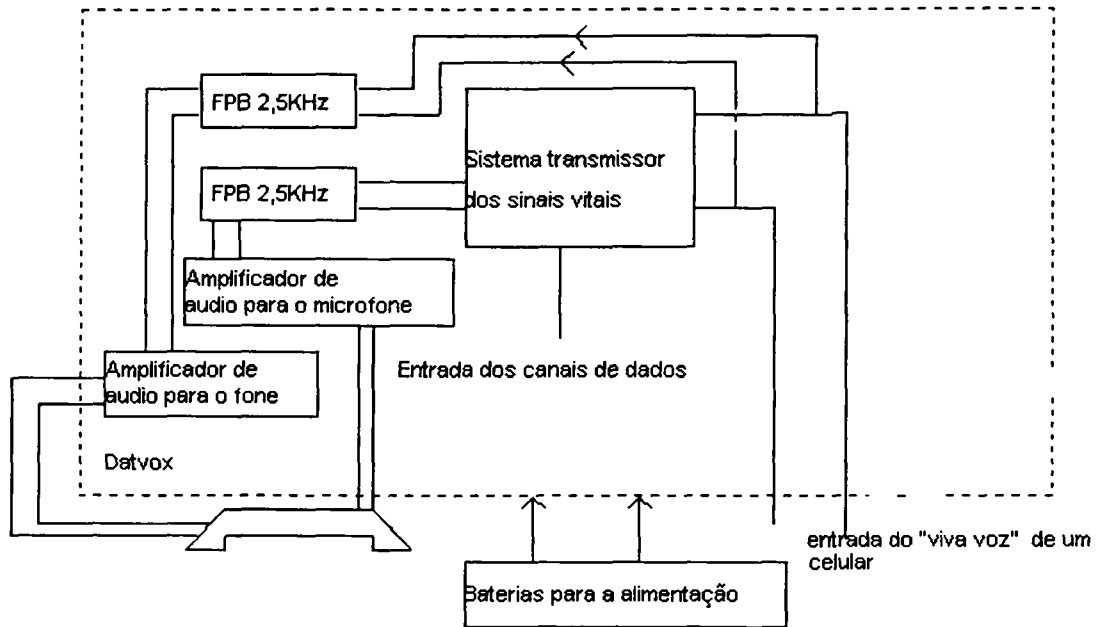 FPB 2,5KHz
FPB 2,5KHz
Sistema transmissor
dos sinais vitais
Amplificador de
audio para o microfone
Amplificador de
audio para o fone
Entrada dos canais de dados
Datvox
entrada do "viva voz" de um
celular
Baterias para a alimentação